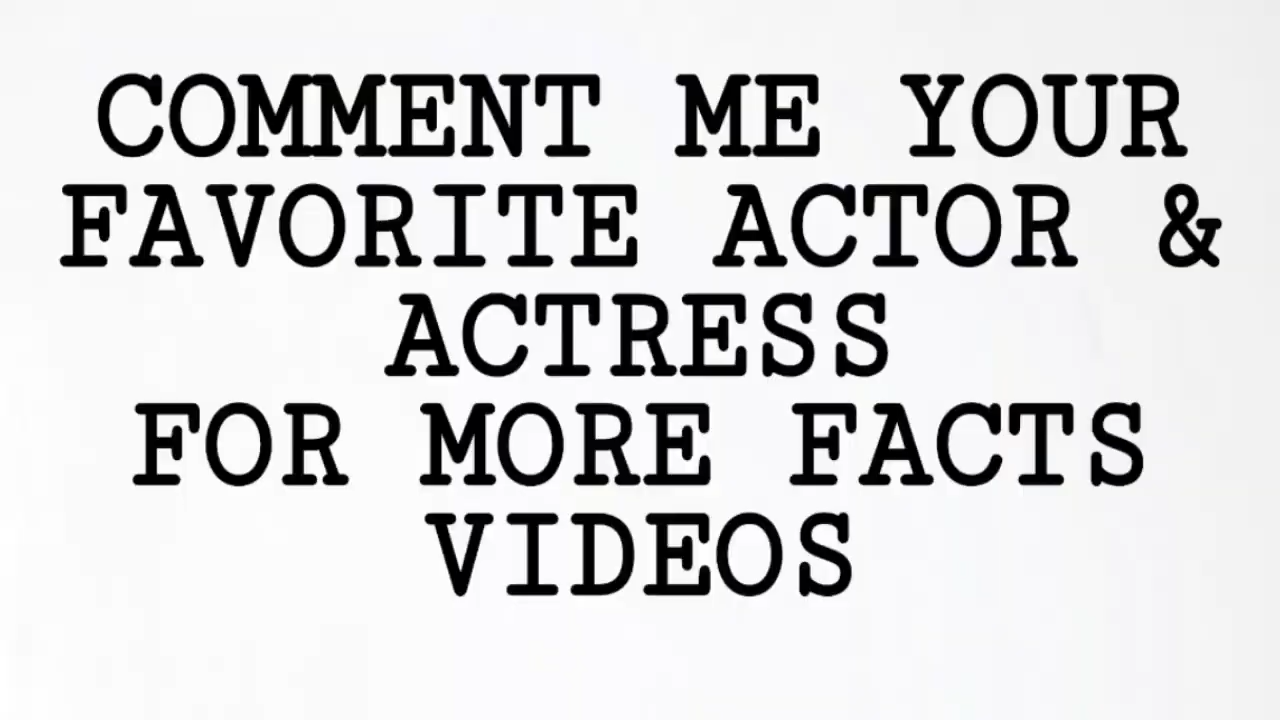 COMMENT ME YOUR
FAVORITE ACTOR &
ACTRESS
FOR MORE FACTS
VIDEOS